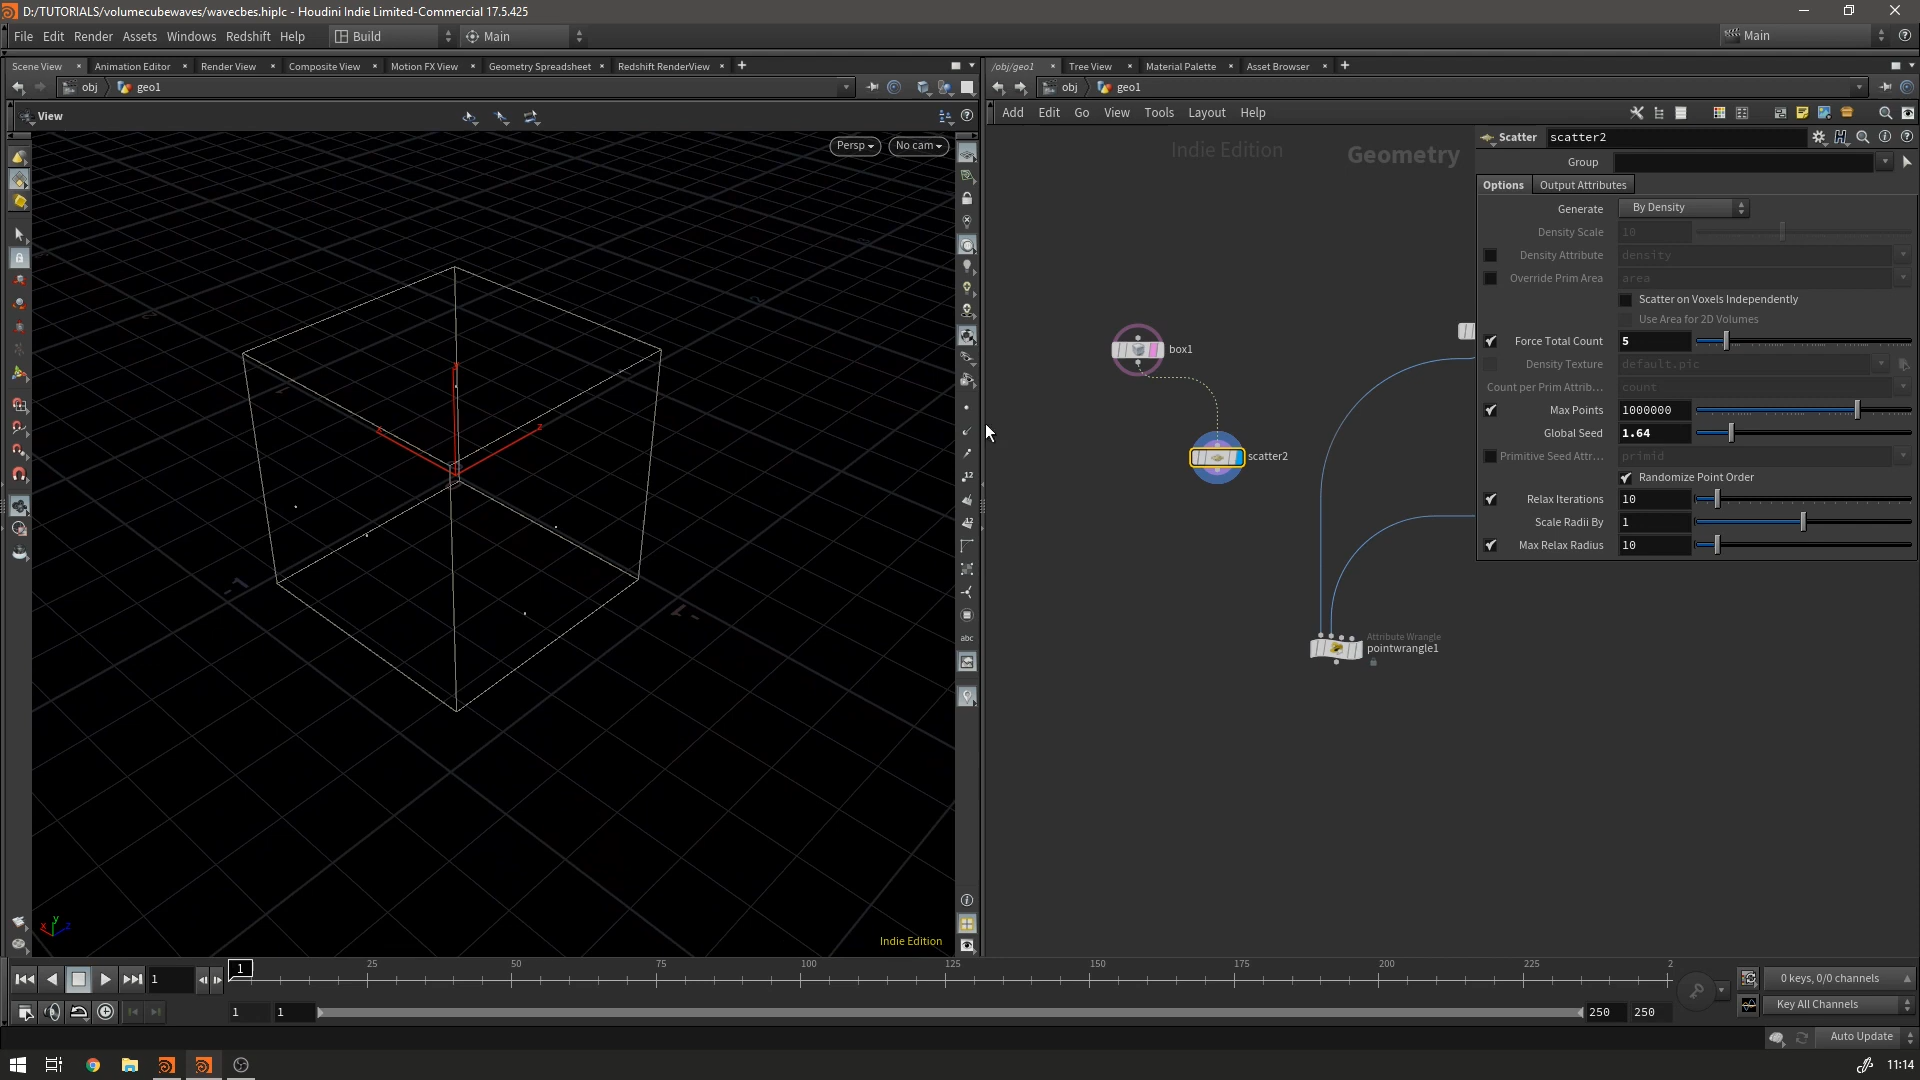 D:/TUTORIALS/volumecubewaves/wavecbes.hiplc - Houdini Indie Limited-Commercial 17.5.425
File Edit Render Assets Windows Redshift Help Build Main Main
Scene View Animation Editor Render View Composite View Motion FX View Geometry Spreadsheet Redshift RenderView
/obj/geo1 Tree View Material Palette Asset Browser
obj geo1
obj geo1
View
Add Edit Go View Tools Layout Help
Persp No cam
Indie Edition Geometry
Scatter scatter2
Group
Options Output Attributes
Generate By Density
Density Scale 10
Density Attribute density
Override Prim Area area
Scatter on Voxels Independently
Use Area for 2D Volumes
Force Total Count 5
Density Texture default.pic
Count per Prim Attrib... count
Max Points 1000000
Global Seed 1.64
Primitive Seed Attr... primid
Randomize Point Order
Relax Iterations 10
Scale Radii By 1
Max Relax Radius 10
box1
scatter2
Attribute Wrangle
pointwrangle1
z
12
12
abc
y
x z
Indie Edition
1 1 25 50 75 100 125 150 175 200 225 2
0 keys, 0/0 channels
1 1 250 250
Key All Channels
Auto Update
11:14